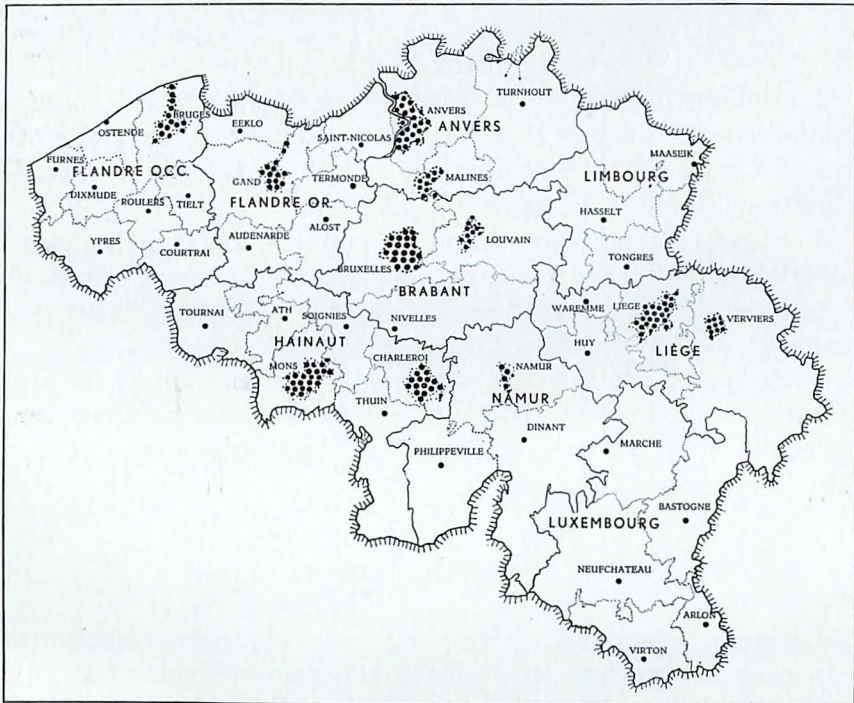 TURNHOUT
ANVERS
BRUGES
OSTENDE
EEKLO
ANVERS
SAINT-NICOLAS
MAASEIK
FURNES
FLANDRE OCC.
GAND
TERMONDE
MALINES
LIMBOURG
DIXMUDE
ROULERS
TIELT
FLANDRE OR.
HASSELT
ALOST
YPRES
COURTRAI
AUDENARDE
LOUVAIN
TONGRES
BRUXELLES
BRABANT
TOURNAI
ATH
SOIGNIES
NIVELLES
WAREMME
LIEGE
VERVIERS
HAINAUT
HUY
LIÈGE
CHARLEROI
MONS
NAMUR
NAMUR
THUIN
DINANT
MARCHE
PHILIPPEVILLE
BASTOGNE
LUXEMBOURG
NEUFCHATEAU
ARLON
VIRTON